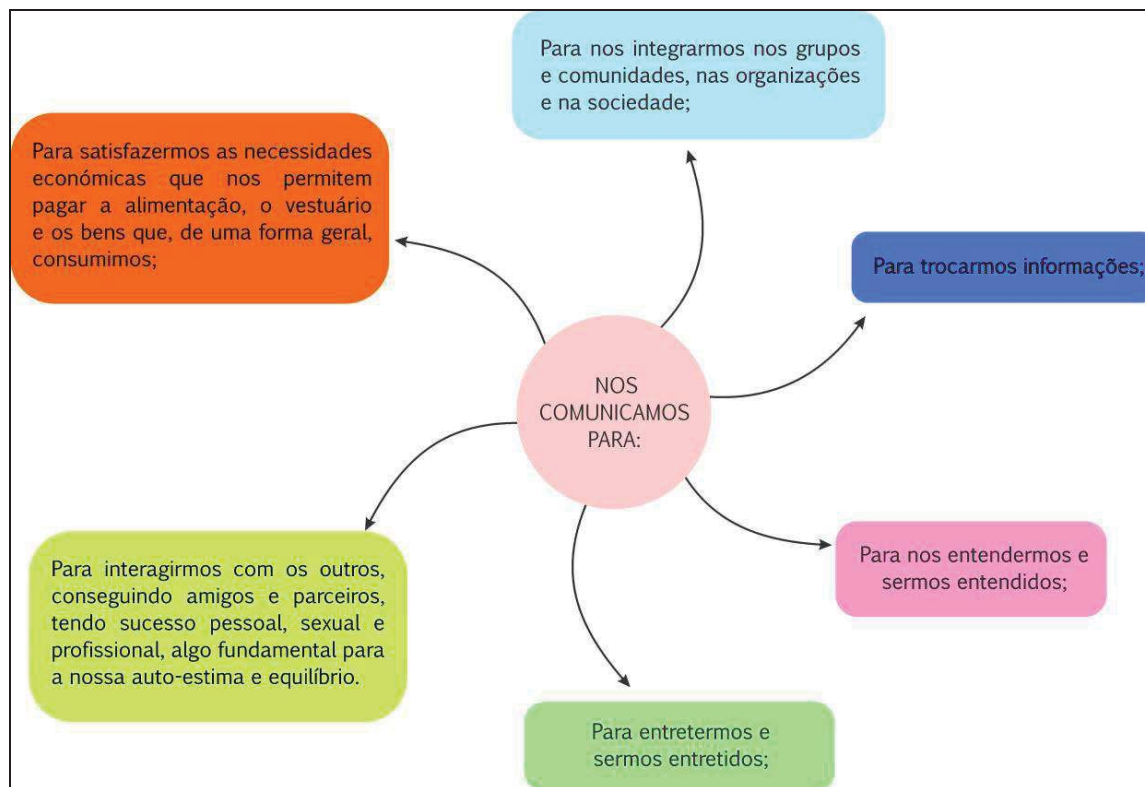 Para nos integrarmos nos grupos
e comunidades, nas organizações
e na sociedade;
Para satisfazermos as necessidades
económicas que nos permitem
pagar a alimentação, o vestuário
e os bens que, de uma forma geral,
consumimos;
Para trocarmos informações;
NOS
COMUNICAMOS
PARA:
Para nos entendermos e
sermos entendidos;
Para interagirmos com os outros,
conseguindo amigos e parceiros,
tendo sucesso pessoal, sexual e
profissional, algo fundamental para
a nossa auto-estima e equilíbrio.
Para entretermos e
sermos entretidos;